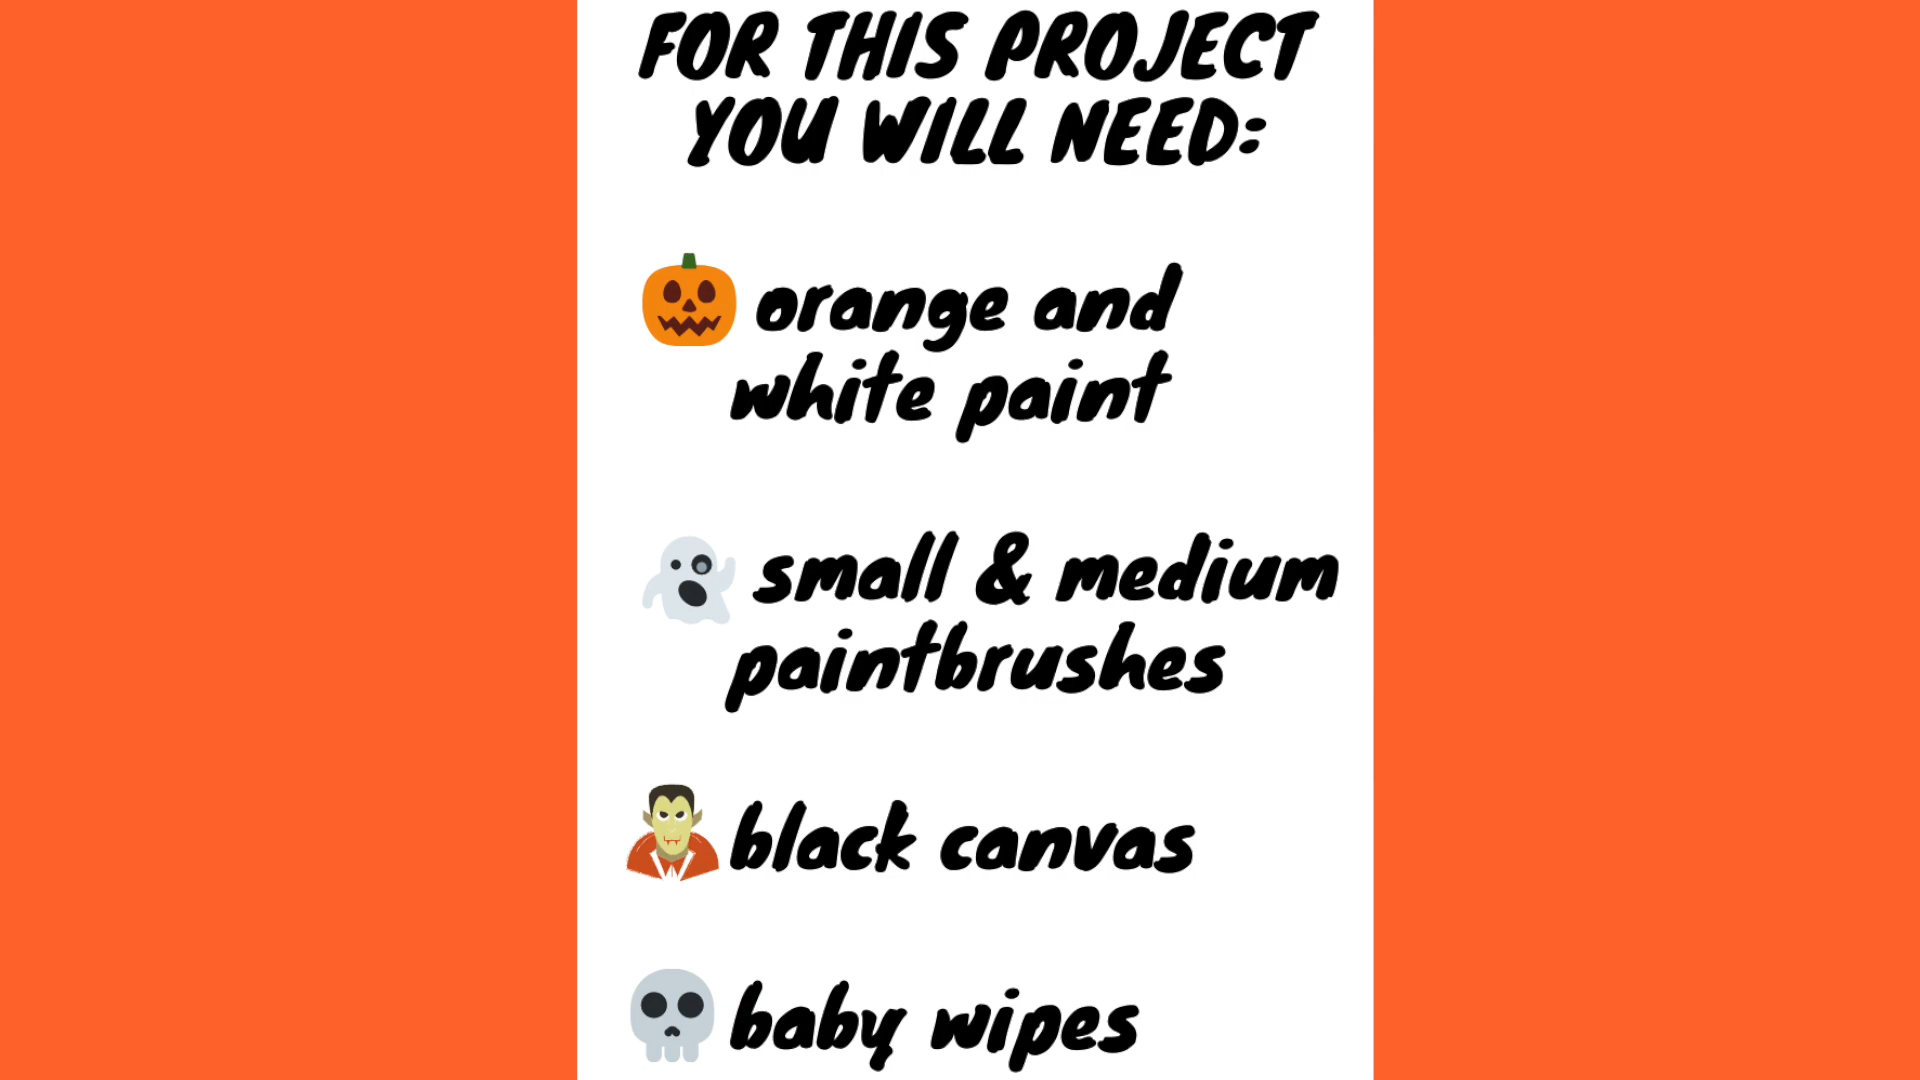 FOR THIS PROJECT
YOU WILL NEED:
orange and
white paint
small & medium
paintbrushes
black canvas
baby wipes